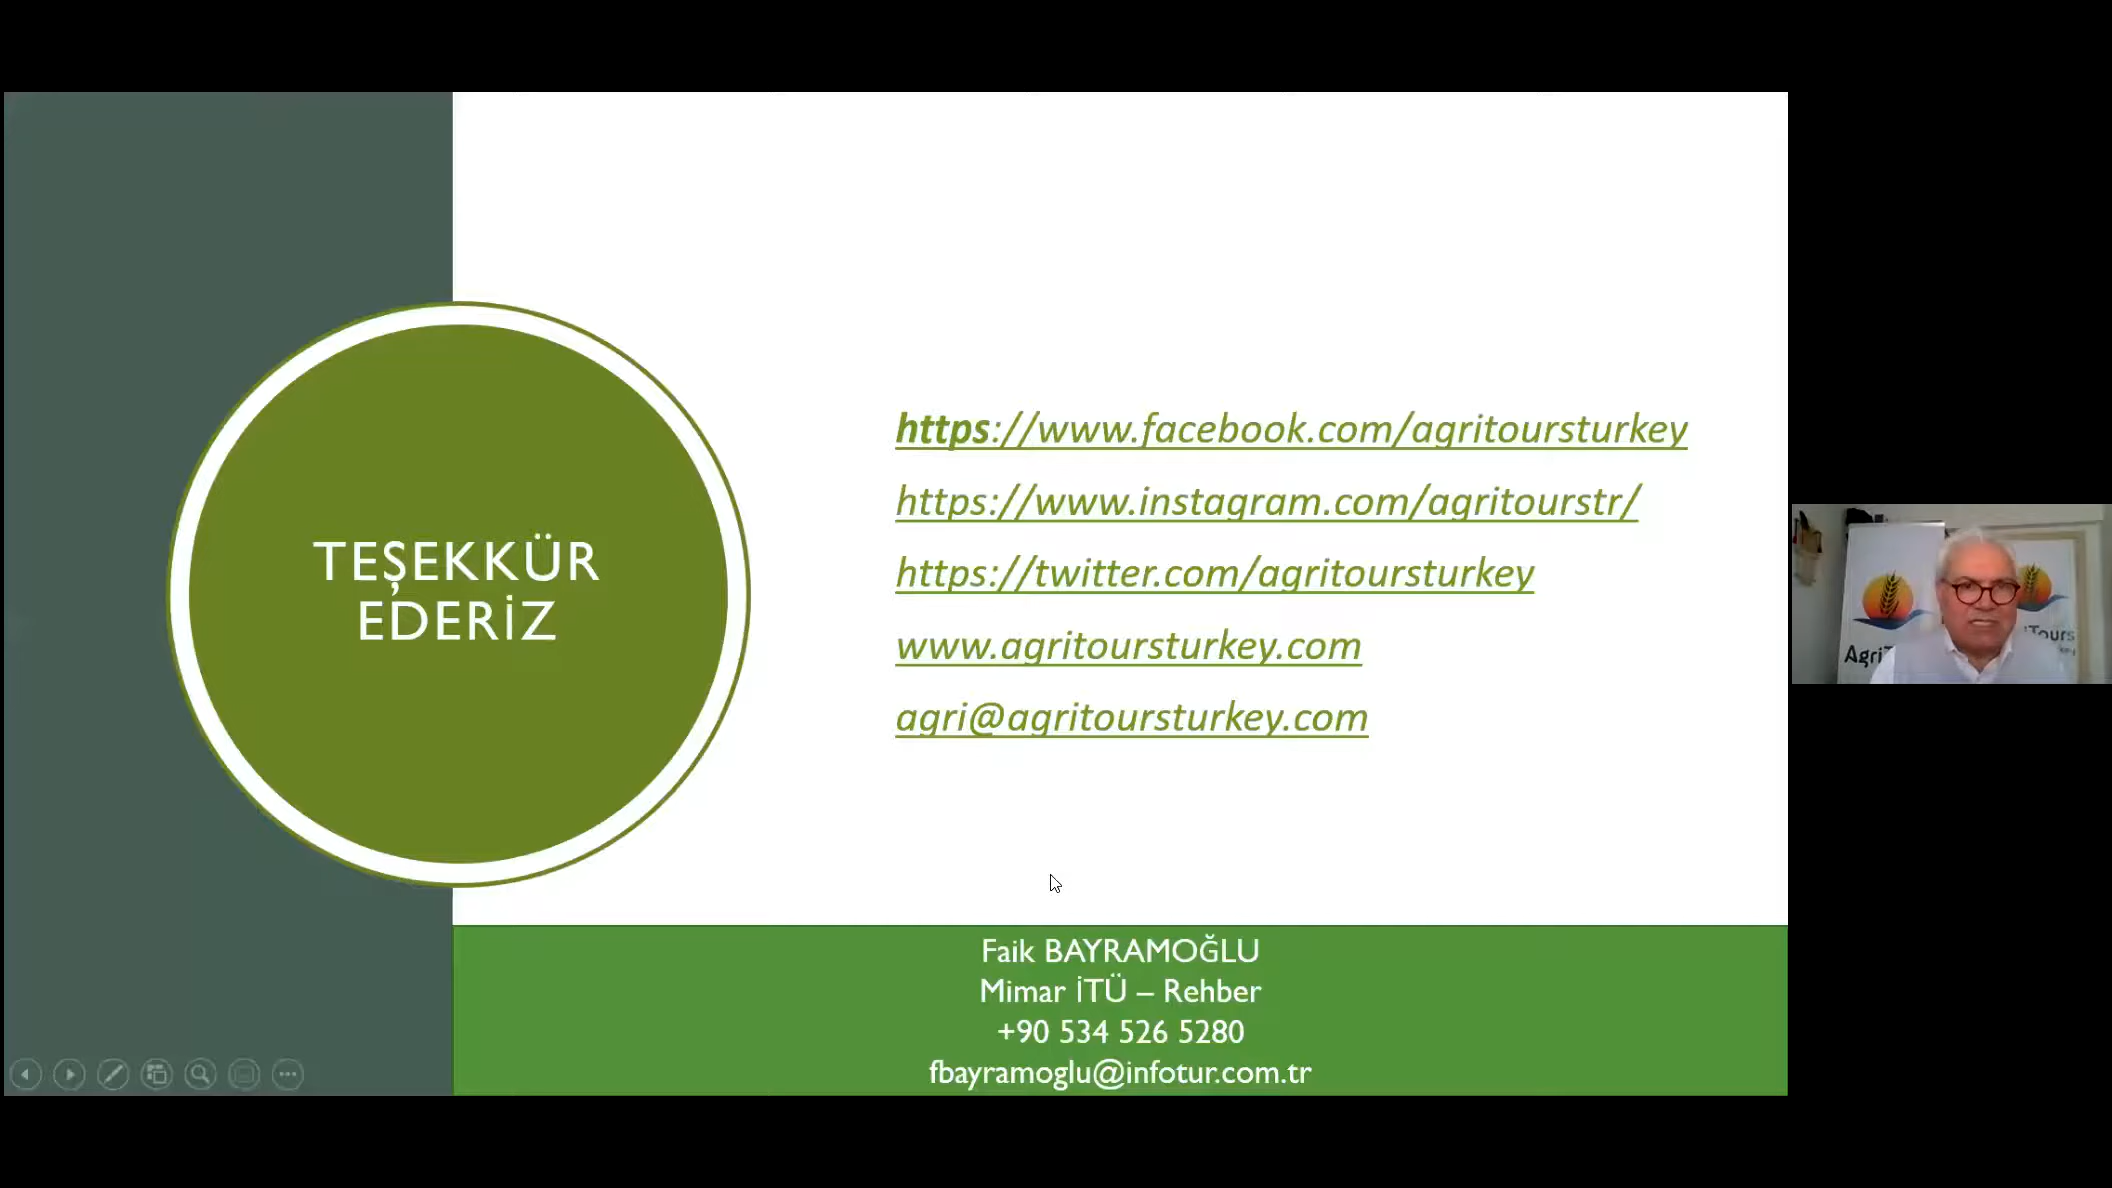 TEŞEKKÜR
EDERİZ
https://www.facebook.com/agritoursturkey
https://www.instagram.com/agritourstr/
https://twitter.com/agritoursturkey
www.agritoursturkey.com
agri@agritoursturkey.com
Faik BAYRAMOĞLU
Mimar İTÜ – Rehber
+90 534 526 5280
fbayramoglu@infotur.com.tr